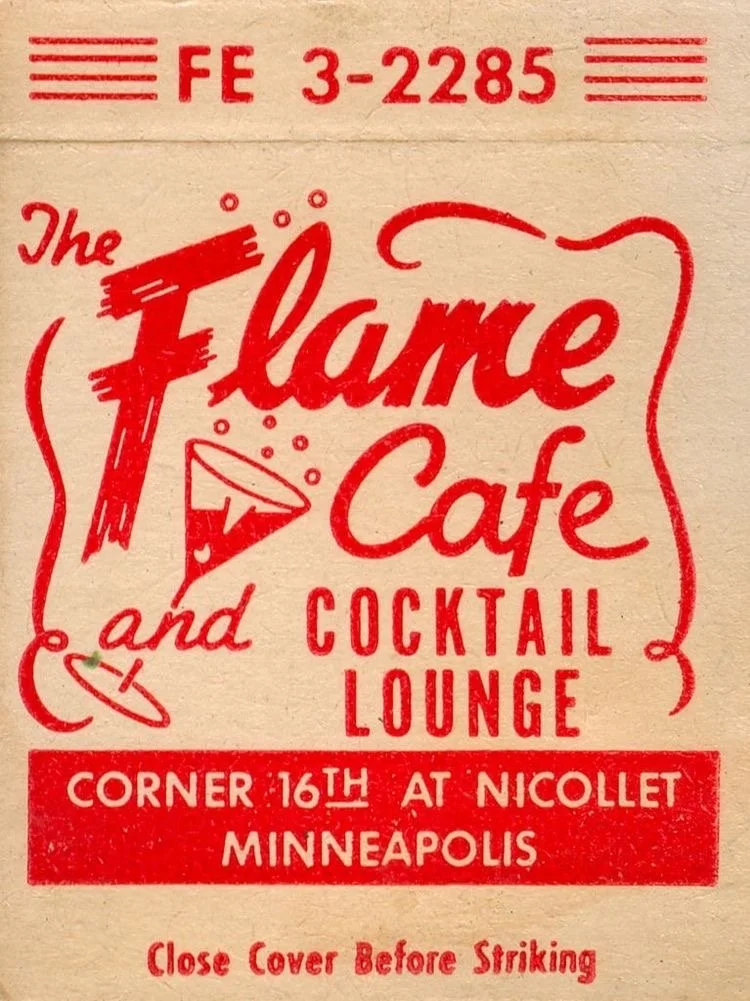 FE 3-2285
The
Flame
Cafe
and COCKTAIL
LOUNGE
CORNER 16TH AT NICOLLET
MINNEAPOLIS
Close Cover Before Striking